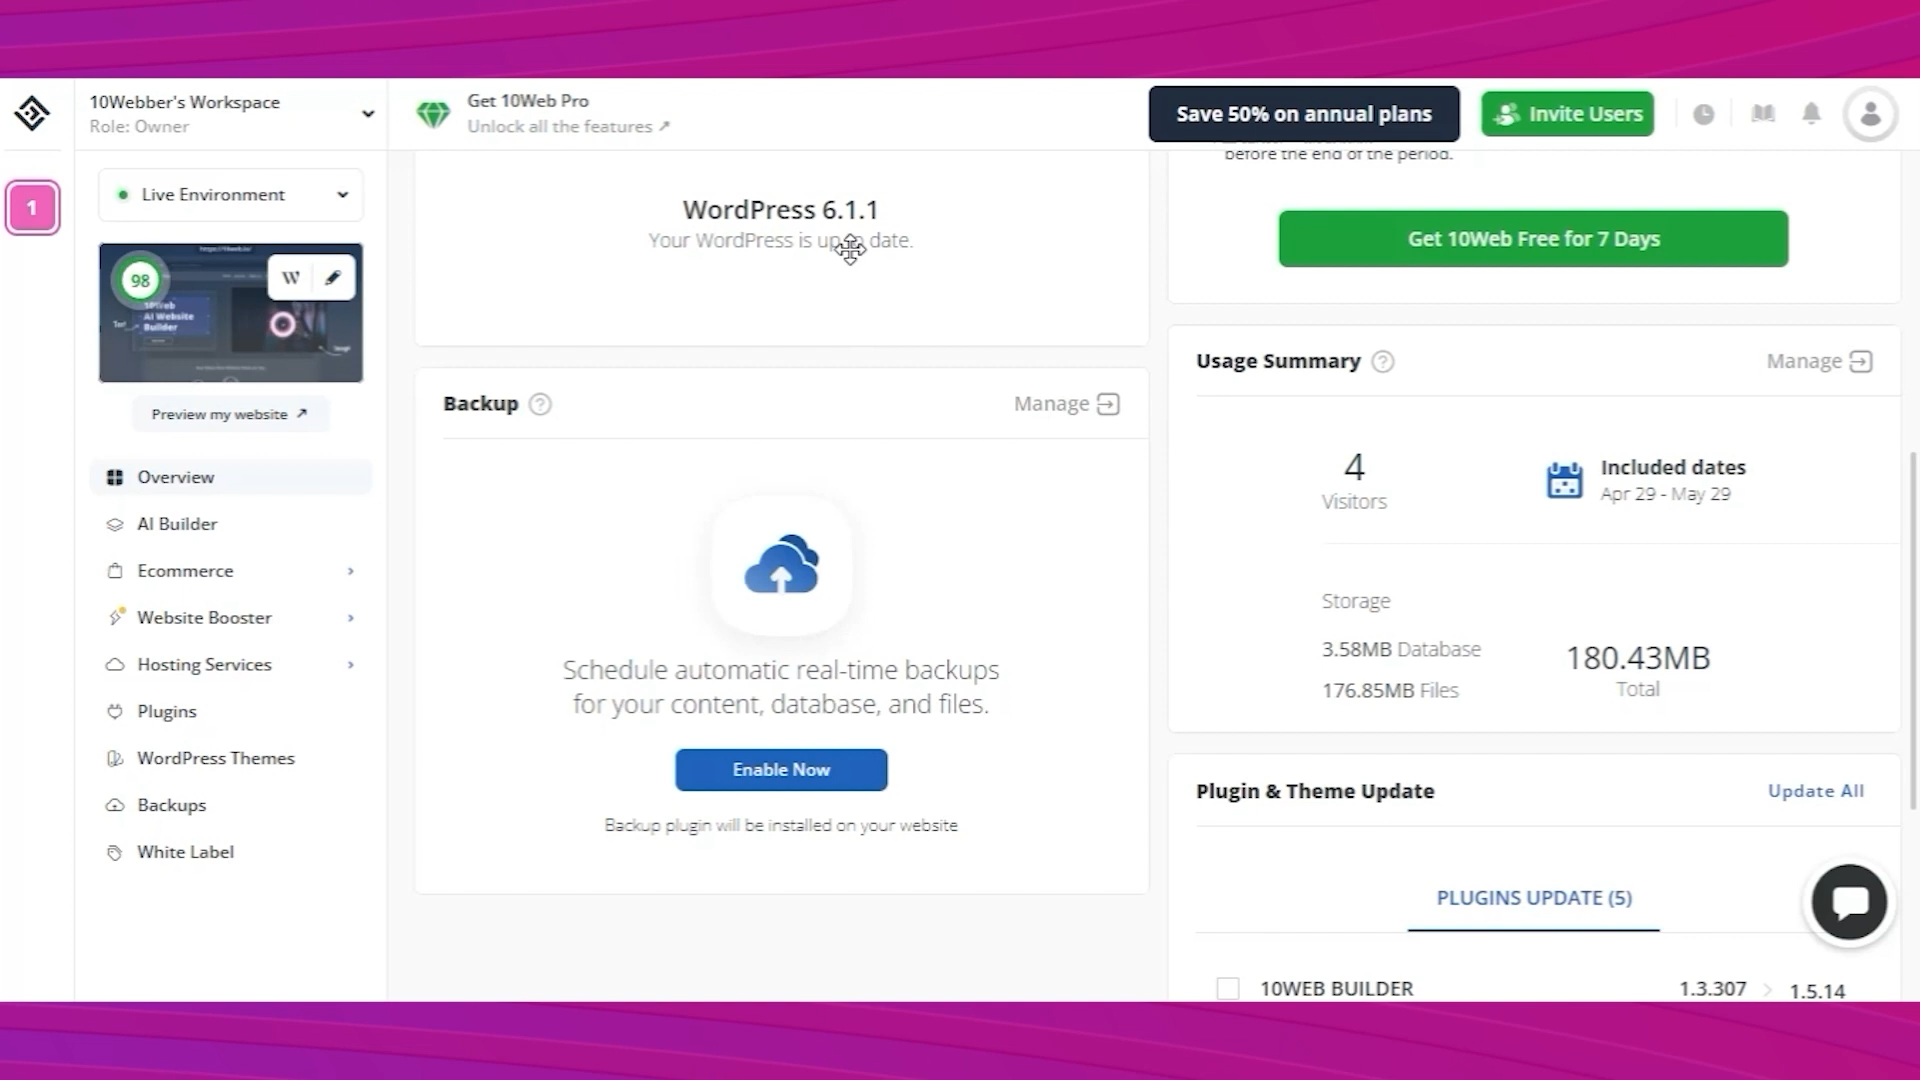 10Webber's Workspace
Role: Owner
Get 10Web Pro
Unlock all the features ↗
Save 50% on annual plans
Invite Users
1
Live Environment
98
W
10Web
AI Website
Builder
Preview my website ↗
Overview
AI Builder
Ecommerce
Website Booster
Hosting Services
Plugins
WordPress Themes
Backups
White Label
WordPress 6.1.1
Your WordPress is up to date.
Backup ?
Manage
Schedule automatic real-time backups
for your content, database, and files.
Enable Now
Backup plugin will be installed on your website
before the end of the period.
Get 10Web Free for 7 Days
Usage Summary ?
Manage
4
Visitors
Included dates
Apr 29 - May 29
Storage
3.58MB Database
176.85MB Files
180.43MB
Total
Plugin & Theme Update
Update All
PLUGINS UPDATE (5)
10WEB BUILDER
1.3.307 > 1.5.14